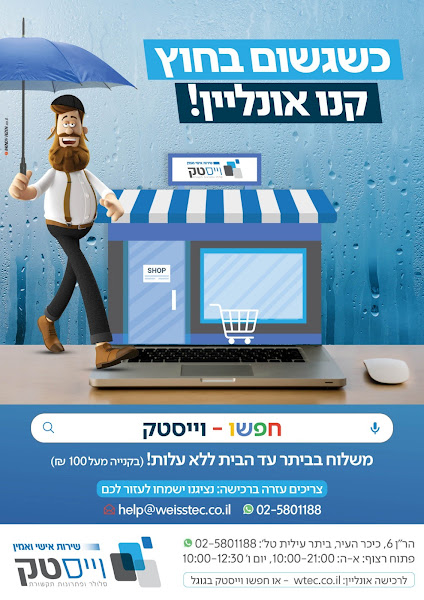 כשגשום בחוץ
קנו אונליין!
שירות אישי ואמין
וייסטק
SHOP
חפשו - וייסטק
משלוח בביתר עד הבית ללא עלות! (בקנייה מעל 100 ₪)
צריכים עזרה ברכישה: נציגנו ישמחו לעזור לכם
help@weisstec.co.il 02-5801188
הר"ן 6, כיכר העיר, ביתר עילית טל': 02-5801188
פתוח רצוף: א-ה: 10:00-21:00, יום ו' 10:00-12:30
לרכישה אונליין: wtec.co.il - או חפשו וייסטק בגוגל
שירות אישי ואמין
וייסטק
סלולר ופתרונות תקשורת